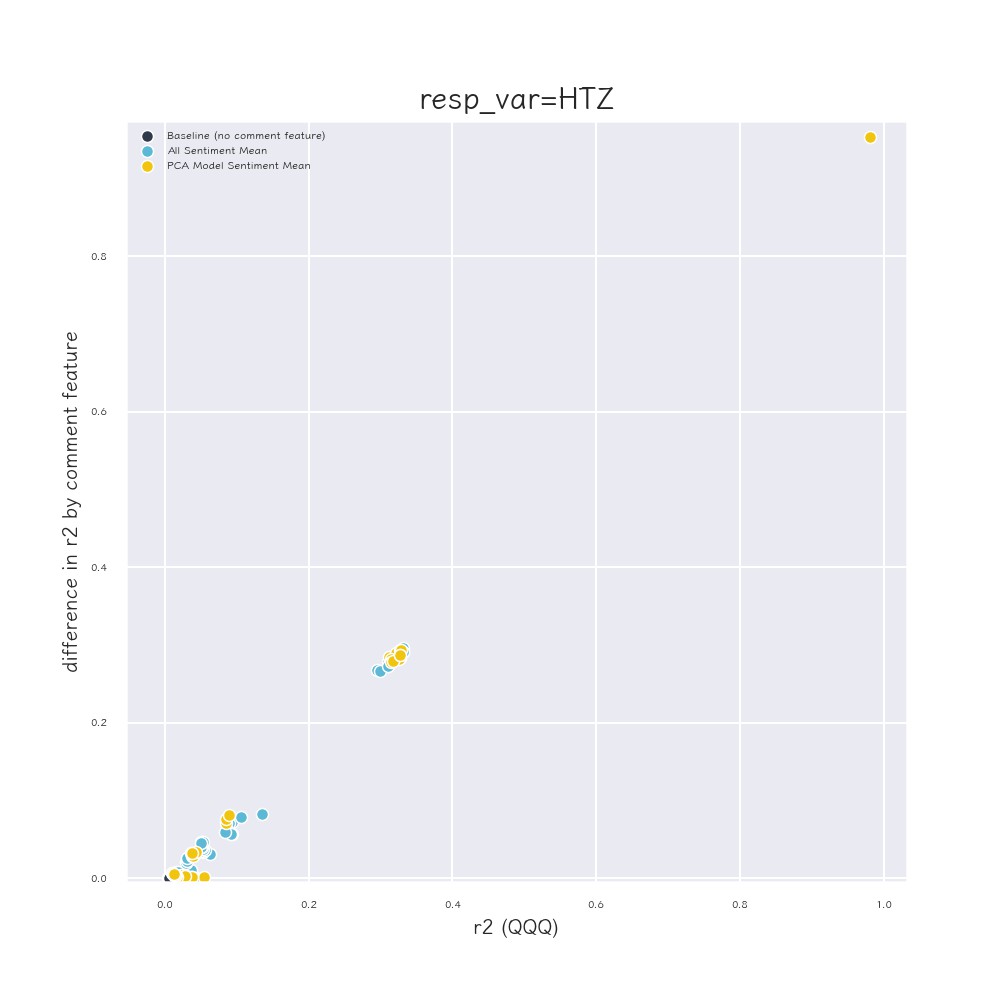 resp_var=HTZ
Baseline (no comment feature)
All Sentiment Mean
PCA Model Sentiment Mean
difference in r2 by comment feature
0.8
0.6
0.4
0.2
0.0
0.0 0.2 0.4 0.6 0.8 1.0
r2 (QQQ)